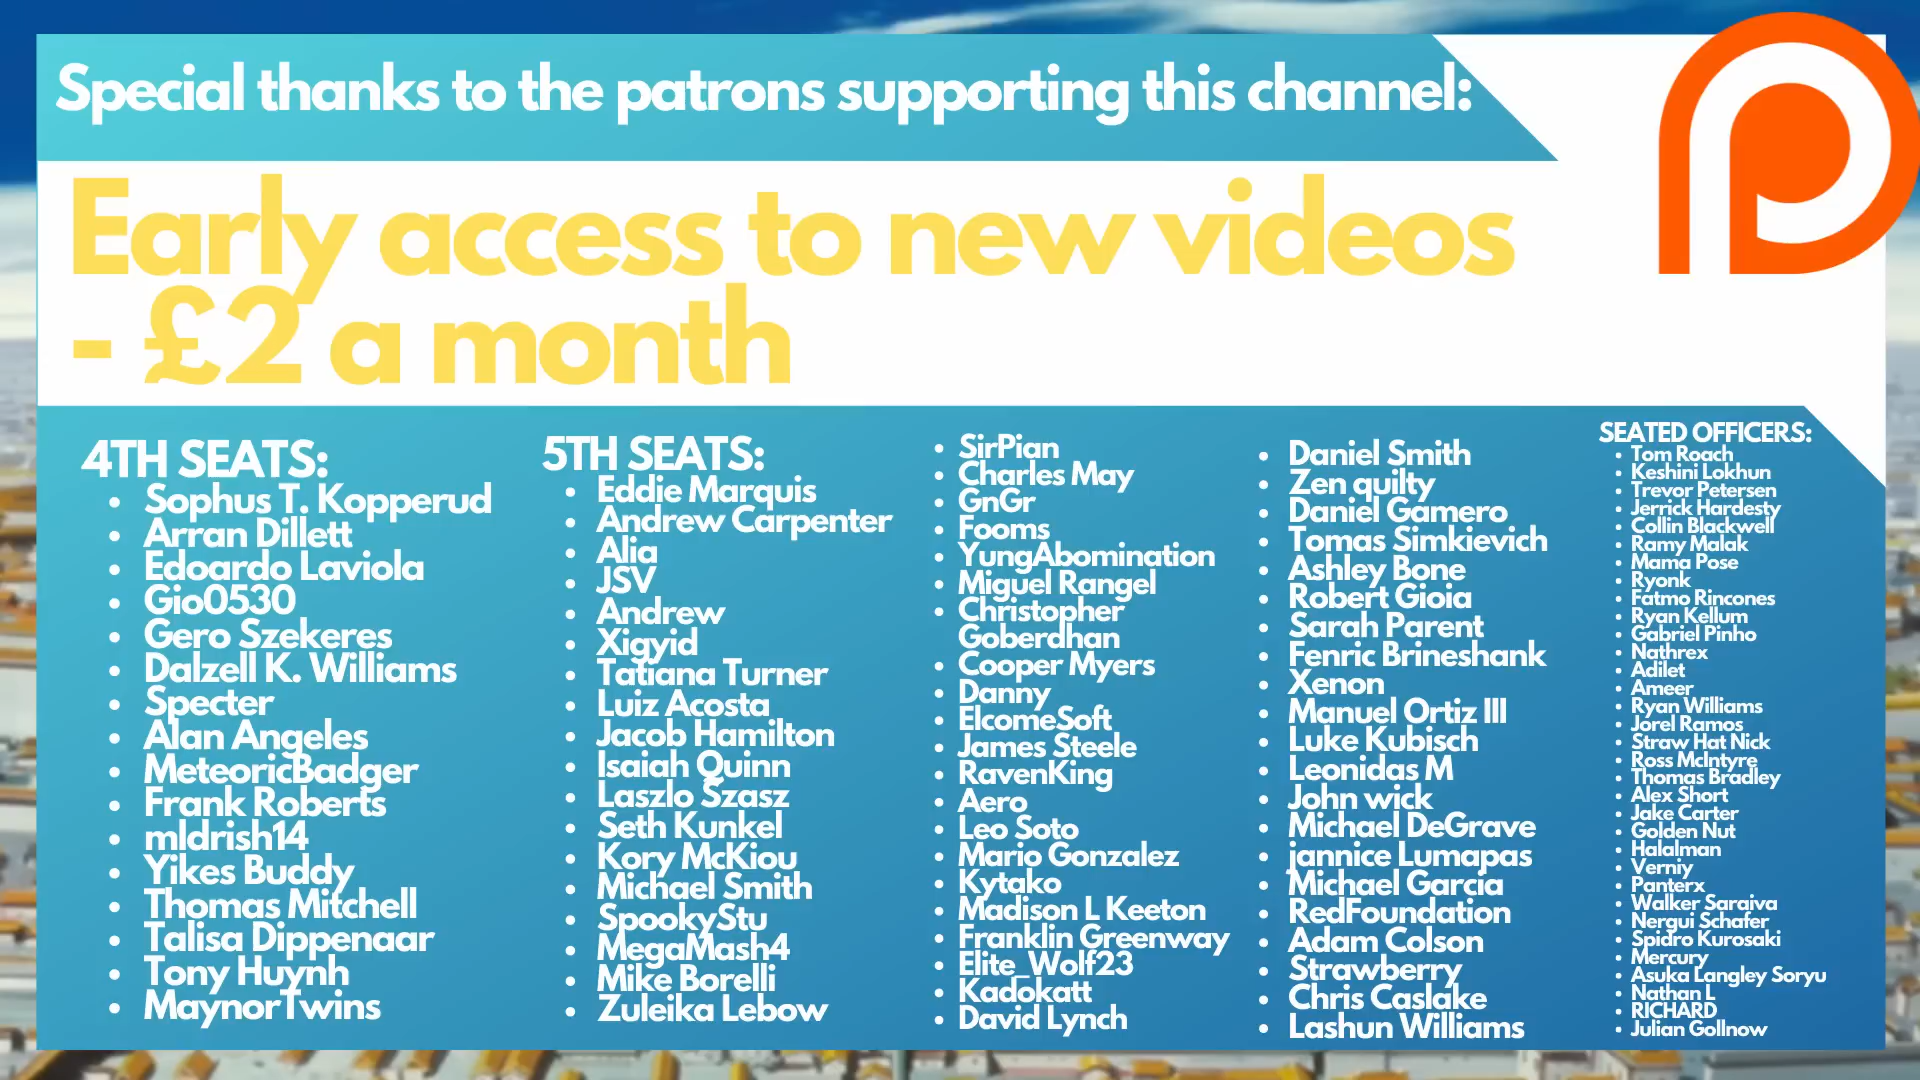 Special thanks to the patrons supporting this channel:
Early access to new videos
- £2 a month
4TH SEATS:
Sophus T. Kopperud
Arran Dillett
Edoardo Laviola
Gio0530
Gero Szekeres
Dalzell K. Williams
Specter
Alan Angeles
MeteoricBadger
Frank Roberts
mldrish14
Yikes Buddy
Thomas Mitchell
Talisa Dippenaar
Tony Huynh
MaynorTwins
5TH SEATS:
Eddie Marquis
Andrew Carpenter
Alia
JSV
Andrew
Xigyid
Tatiana Turner
Luiz Acosta
Jacob Hamilton
Isaiah Quinn
Laszlo Szasz
Seth Kunkel
Kory McKiou
Michael Smith
SpookyStu
MegaMash4
Mike Borelli
Zuleika Lebow
SirPian
Charles May
GnGr
Fooms
YungAbomination
Miguel Rangel
Christopher
Goberdhan
Cooper Myers
Danny
ElcomeSoft
James Steele
RavenKing
Aero
Leo Soto
Mario Gonzalez
Kytako
Madison L Keeton
Franklin Greenway
Elite_Wolf23
Kadokatt
David Lynch
Daniel Smith
Zen quilty
Daniel Gamero
Tomas Simkievich
Ashley Bone
Robert Gioia
Sarah Parent
Fenric Brineshank
Xenon
Manuel Ortiz III
Luke Kubisch
Leonidas M
John wick
Michael DeGrave
jannice Lumapas
Michael Garcia
RedFoundation
Adam Colson
Strawberry
Chris Caslake
Lashun Williams
SEATED OFFICERS:
Tom Roach
Keshini Lokhun
Trevor Petersen
Jerrick Hardesty
Collin Blackwell
Ramy Malak
Mama Pose
Ryonk
Fatmo Rincones
Ryan Kellum
Gabriel Pinho
Nathrex
Adilet
Ameer
Ryan Williams
Jorel Ramos
Straw Hat Nick
Ross McIntyre
Thomas Bradley
Alex Short
Jake Carter
Golden Nut
Halalman
Verniy
Panterx
Walker Saraiva
Nergui Schafer
Spidro Kurosaki
Mercury
Asuka Langley Soryu
Nathan L
RICHARD
Julian Gollnow